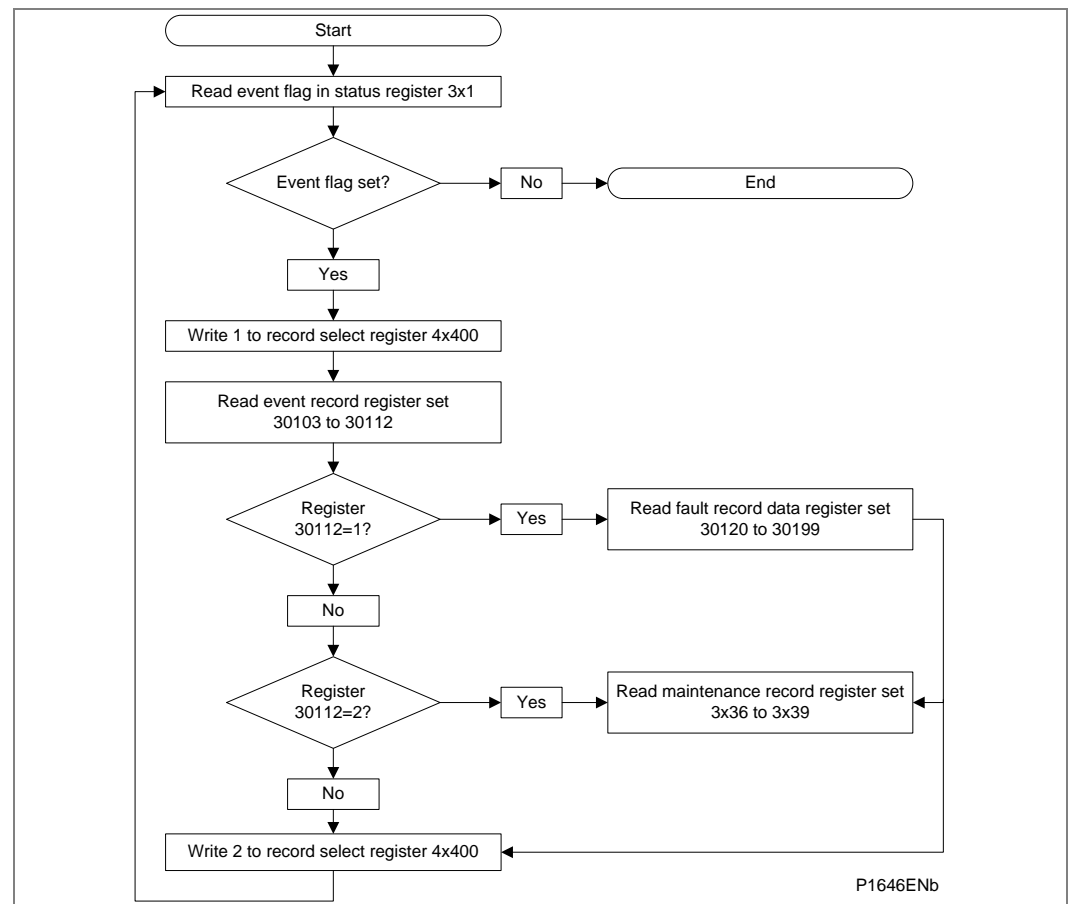 Start
Read event flag in status register 3x1
Event flag set?
No
End
Yes
Write 1 to record select register 4x400
Read event record register set
30103 to 30112
Register
30112=1?
Yes
Read fault record data register set
30120 to 30199
No
Register
30112=2?
Yes
Read maintenance record register set
3x36 to 3x39
No
Write 2 to record select register 4x400
P1646ENb